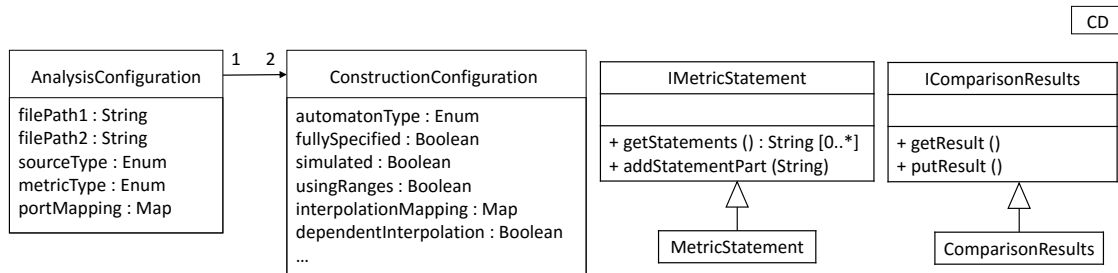 CD
1
2
AnalysisConfiguration
filePath1 : String
filePath2 : String
sourceType : Enum
metricType : Enum
portMapping : Map
ConstructionConfiguration
automatonType : Enum
fullySpecified : Boolean
simulated : Boolean
usingRanges : Boolean
interpolationMapping : Map
dependentInterpolation : Boolean
...
IMetricStatement
+ getStatements () : String [0..*]
+ addStatementPart (String)
MetricStatement
IComparisonResults
+ getResult ()
+ putResult ()
ComparisonResults